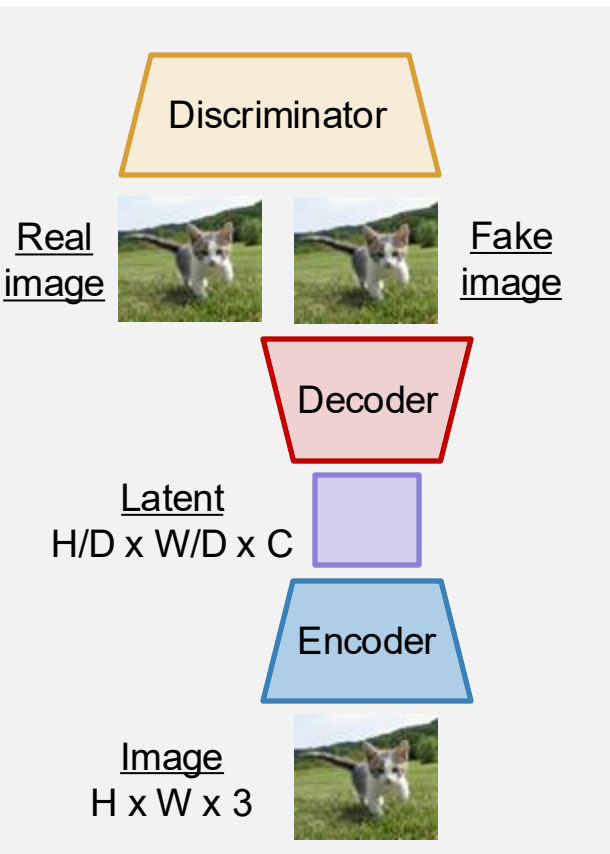 Discriminator
Real
image
Fake
image
Decoder
Latent
H/D x W/D x C
Encoder
Image
H x W x 3